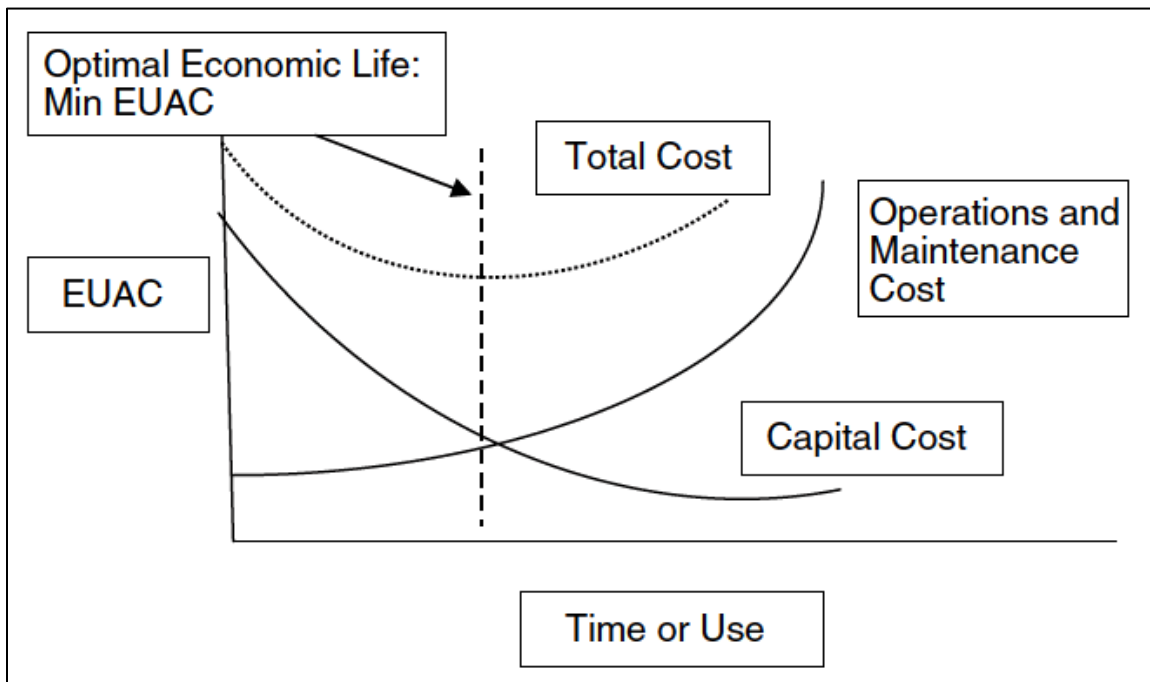 Optimal Economic Life:
Min EUAC
Total Cost
Operations and
Maintenance
Cost
EUAC
Capital Cost
Time or Use